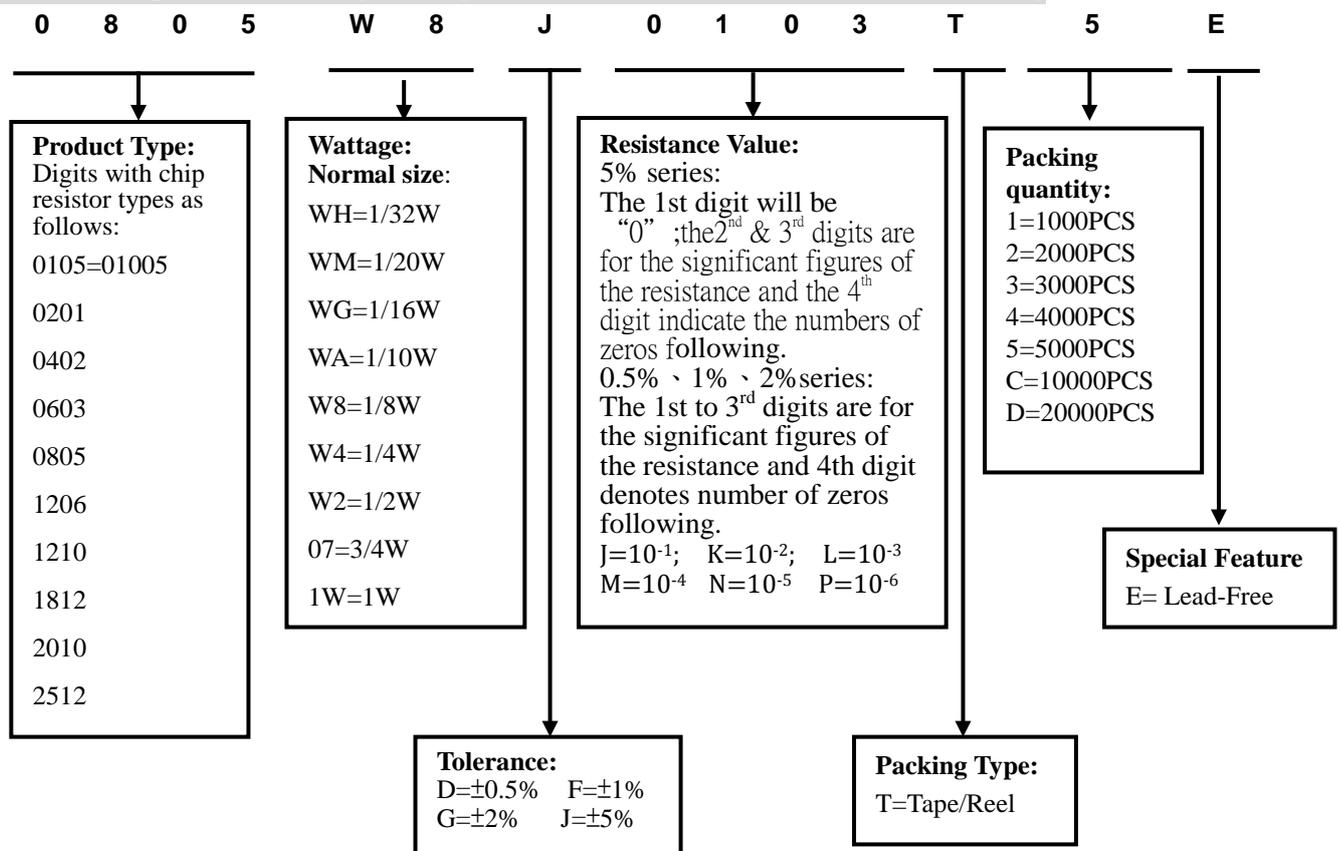 0 8 0 5 W 8 J 0 1 0 3 T 5 E
Product Type:
Digits with chip
resistor types as
follows:
0105=01005
0201
0402
0603
0805
1206
1210
1812
2010
2512
Wattage:
Normal size:
WH=1/32W
WM=1/20W
WG=1/16W
WA=1/10W
W8=1/8W
W4=1/4W
W2=1/2W
07=3/4W
1W=1W
Resistance Value:
5% series:
The 1st digit will be
“0” ;the2nd & 3rd digits are
for the significant figures of
the resistance and the 4th
digit indicate the numbers of
zeros following.
0.5%、1%、2%series:
The 1st to 3rd digits are for
the significant figures of
the resistance and 4th digit
denotes number of zeros
following.
J=10-1; K=10-2; L=10-3
M=10-4 N=10-5 P=10-6
Packing
quantity:
1=1000PCS
2=2000PCS
3=3000PCS
4=4000PCS
5=5000PCS
C=10000PCS
D=20000PCS
Special Feature
E= Lead-Free
Tolerance:
D=±0.5% F=±1%
G=±2% J=±5%
Packing Type:
T=Tape/Reel